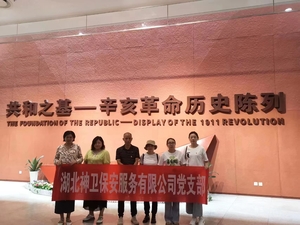 共和之基—辛亥革命历史陈列
THE FOUNDATION OF THE REPUBLIC—DISPLAY OF THE 1911 REVOLUTION
湖北神卫保安服务有限公司党支部